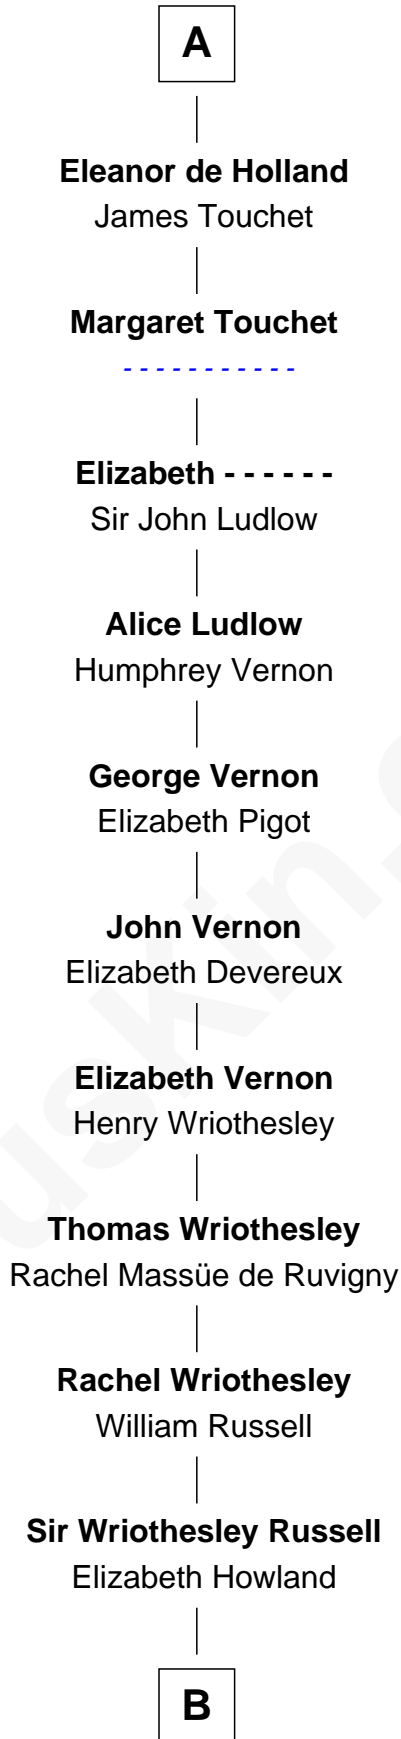 A
Eleanor de Holland
James Touchet
Margaret Touchet
- - - - - - - - - - -
Elizabeth - - - - - -
Sir John Ludlow
Alice Ludlow
Humphrey Vernon
George Vernon
Elizabeth Pigot
John Vernon
Elizabeth Devereux
Elizabeth Vernon
Henry Wriothesley
Thomas Wriothesley
Rachel Massüe de Ruvigny
Rachel Wriothesley
William Russell
Sir Wriothesley Russell
Elizabeth Howland
B